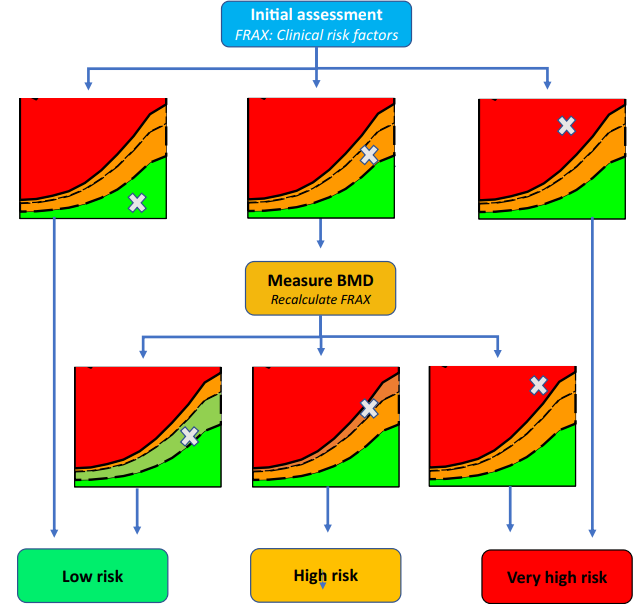 Initial assessment
FRAX: Clinical risk factors
Measure BMD
Recalculate FRAX
Low risk
High risk
Very high risk